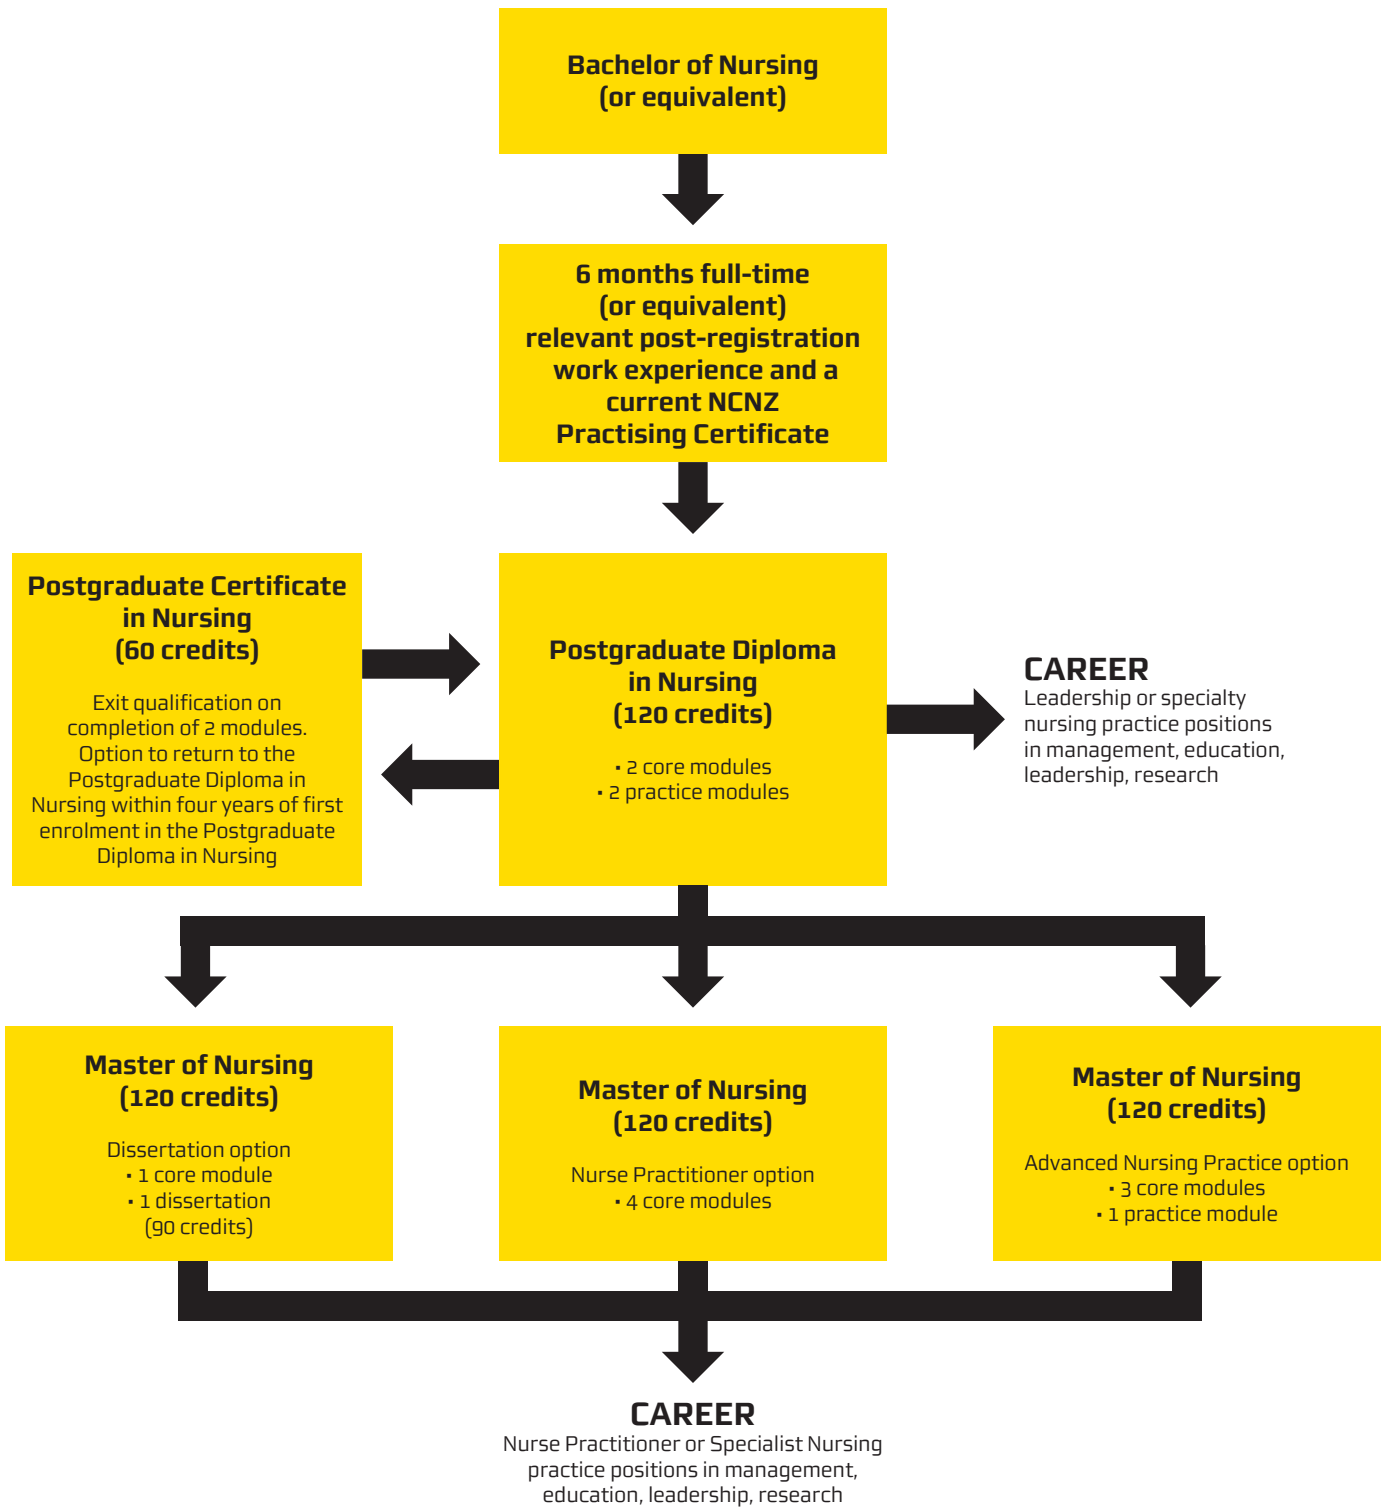 Bachelor of Nursing
(or equivalent)
6 months full-time
(or equivalent)
relevant post-registration
work experience and a
current NCNZ
Practising Certificate
Postgraduate Certificate
in Nursing
(60 credits)
Exit qualification on
completion of 2 modules.
Option to return to the
Postgraduate Diploma in
Nursing within four years of first
enrolment in the Postgraduate
Diploma in Nursing
Postgraduate Diploma
in Nursing
(120 credits)
• 2 core modules
• 2 practice modules
CAREER
Leadership or specialty
nursing practice positions
in management, education,
leadership, research
Master of Nursing
(120 credits)
Dissertation option
• 1 core module
• 1 dissertation
(90 credits)
Master of Nursing
(120 credits)
Nurse Practitioner option
• 4 core modules
Master of Nursing
(120 credits)
Advanced Nursing Practice option
• 3 core modules
• 1 practice module
CAREER
Nurse Practitioner or Specialist Nursing
practice positions in management,
education, leadership, research